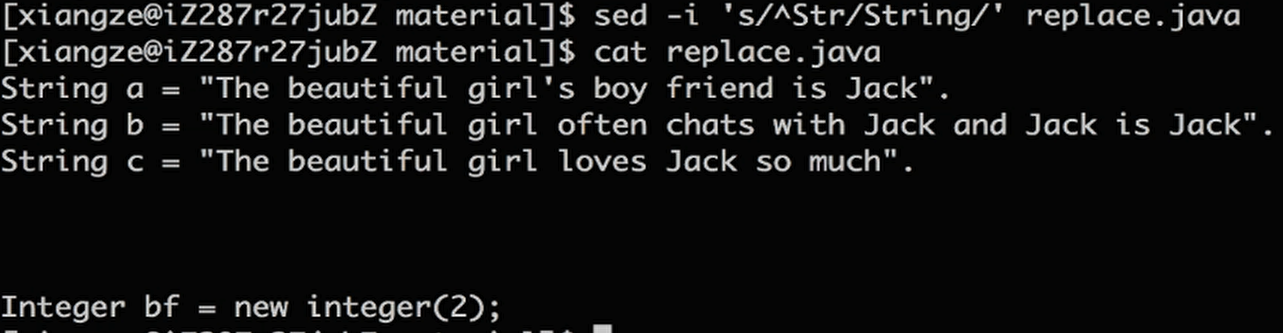 [xiangze@iZ287r27jubZ material]$ sed -i 's/^Str/String/' replace.java
[xiangze@iZ287r27jubZ material]$ cat replace.java
String a = "The beautiful girl's boy friend is Jack".
String b = "The beautiful girl often chats with Jack and Jack is Jack".
String c = "The beautiful girl loves Jack so much".
Integer bf = new integer(2);